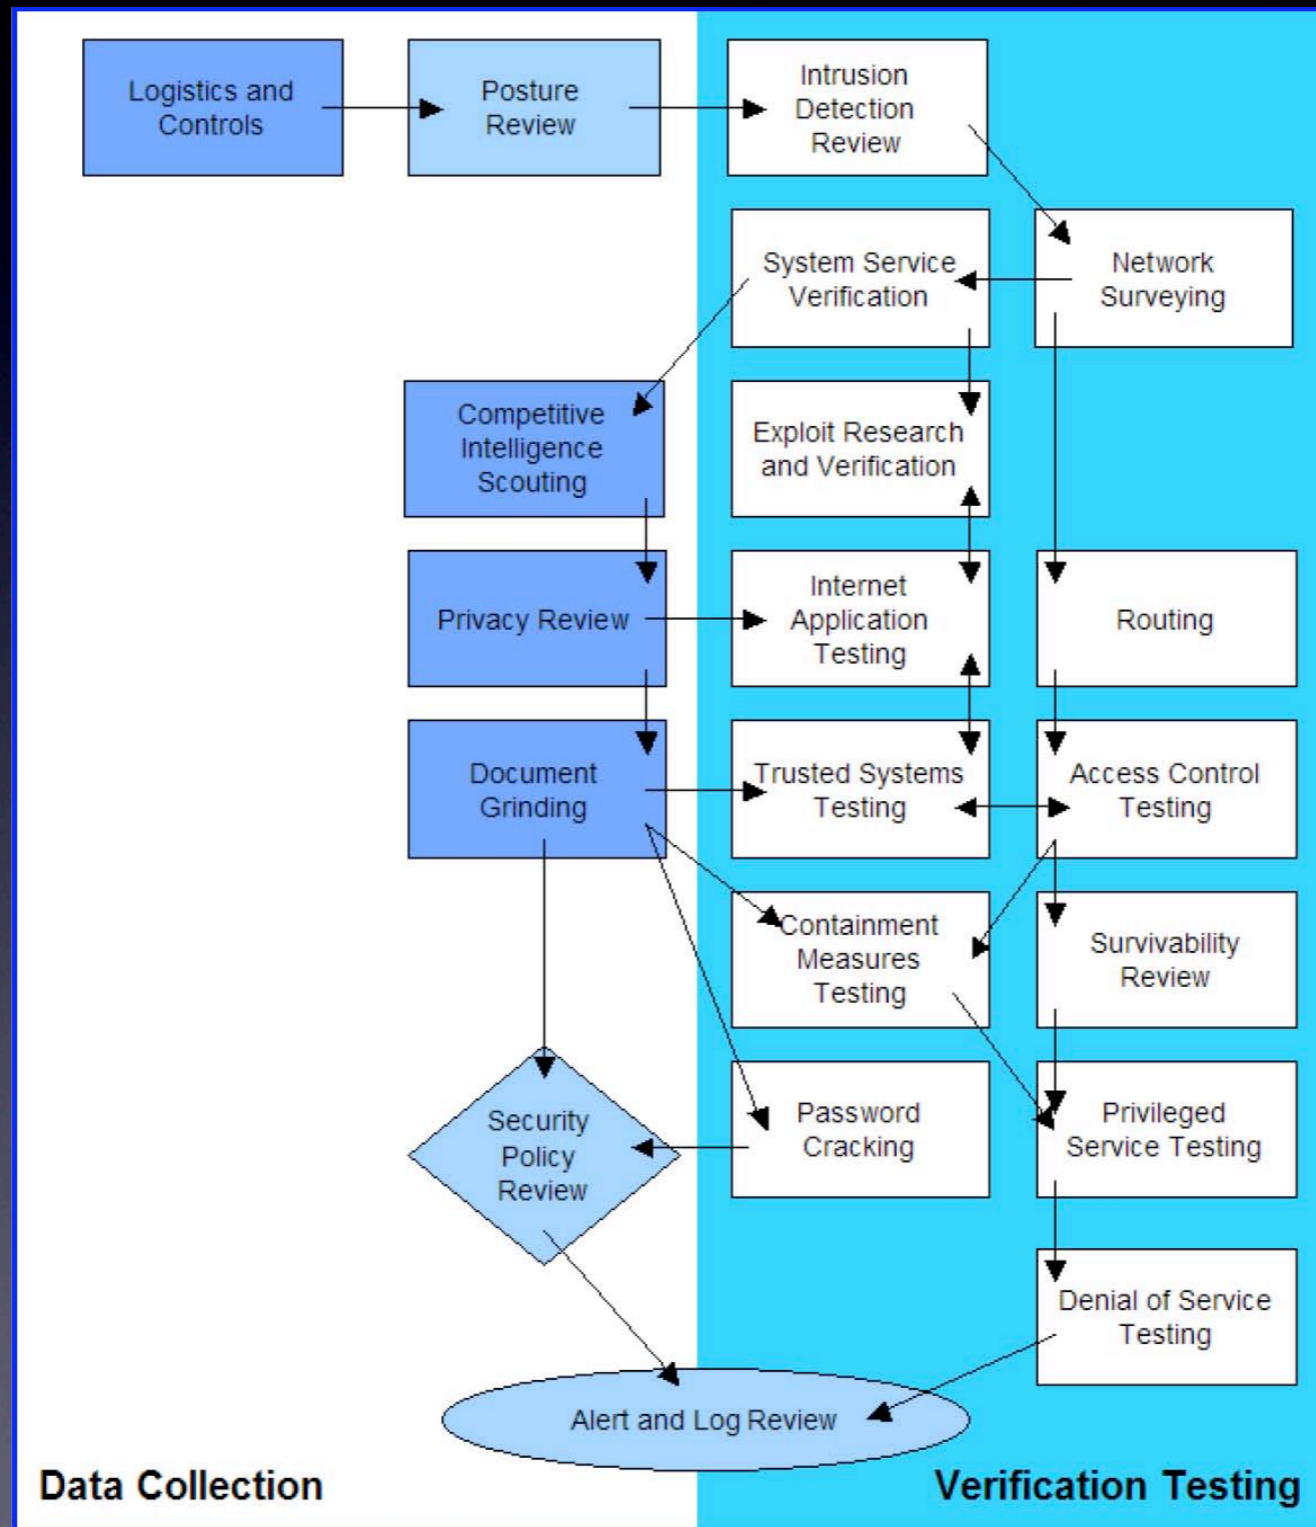 Logistics and
Controls
Posture
Review
Intrusion
Detection
Review
System Service
Verification
Network
Surveying
Competitive
Intelligence
Scouting
Exploit Research
and Verification
Privacy Review
Internet
Application
Testing
Routing
Document
Grinding
Trusted Systems
Testing
Access Control
Testing
Containment
Measures
Testing
Survivability
Review
Security
Policy
Review
Password
Cracking
Privileged
Service Testing
Denial of Service
Testing
Alert and Log Review
Data Collection
Verification Testing